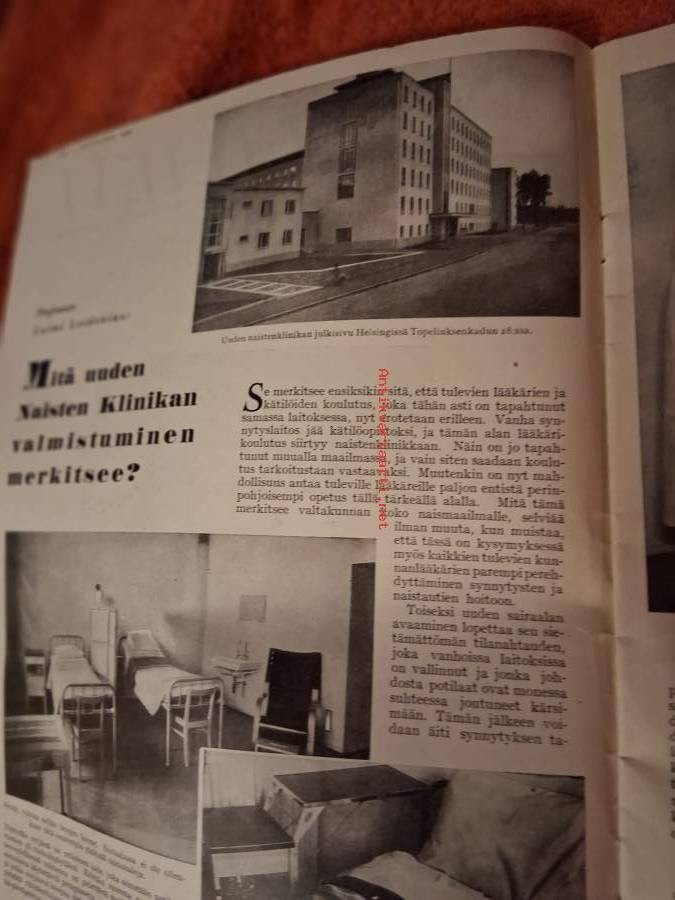 Professori
Uuden naistenklinikan julkisivu Helsingissä Topeliuksenkadun 28:ssa.
Mitä uuden
Naisten Klinikan
valmistuminen
merkitsee?
Se merkitsee ensiksikin sitä, että tulevien lääkärien ja
kätilöiden koulutus, joka tähän asti on tapahtunut
samassa laitoksessa, nyt erotetaan erilleen. Vanha syn-
nytyslaitos jää kätilöopistoksi, ja tämän alan lääkäri-
koulutus siirtyy naistenklinikkaan. Näin on jo tapah-
tunut muualla maailmassa, ja vain siten saadaan koulu-
tus tarkoitustaan vastaavaksi. Muutenkin on nyt mah-
dollisuus antaa tuleville lääkäreille paljon entistä perin-
pohjoisempi opetus tällä tärkeällä alalla. Mitä tämä
merkitsee valtakunnan koko naismaailmalle, selviää
ilman muuta, kun muistaa,
että tässä on kysymyksessä
myös kaikkien tulevien kun-
nanlääkärien parempi pereh-
dyttäminen synnytysten ja
naistautien hoitoon.
Toiseksi uuden sairaalan
avaaminen lopettaa sen sie-
tämättömän tilanahtauden,
joka vanhoissa laitoksissa
on vallinnut ja jonka joh-
dosta potilaat ovat monessa
suhteessa joutuneet kärsi-
mään. Tämän jälkeen voi-
daan äiti synnytyksen ta-